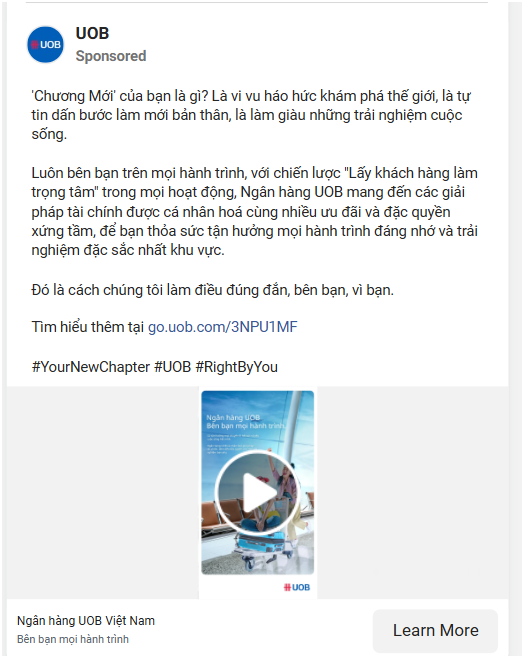 UOB
UOB
Sponsored
'Chương Mới' của bạn là gì? Là vi vu háo hức khám phá thế giới, là tự
tin dấn bước làm mới bản thân, là làm giàu những trải nghiệm cuộc
sống.
Luôn bên bạn trên mọi hành trình, với chiến lược "Lấy khách hàng làm
trọng tâm" trong mọi hoạt động, Ngân hàng UOB mang đến các giải
pháp tài chính được cá nhân hoá cùng nhiều ưu đãi và đặc quyền
xứng tầm, để bạn thỏa sức tận hưởng mọi hành trình đáng nhớ và trải
nghiệm đặc sắc nhất khu vực.
Đó là cách chúng tôi làm điều đúng đắn, bên bạn, vì bạn.
Tìm hiểu thêm tại go.uob.com/3NPU1MF
#YourNewChapter #UOB #RightByYou
Ngân hàng UOB
Bên bạn mọi hành trình
UOB
Ngân hàng UOB Việt Nam
Bên bạn mọi hành trình
Learn More